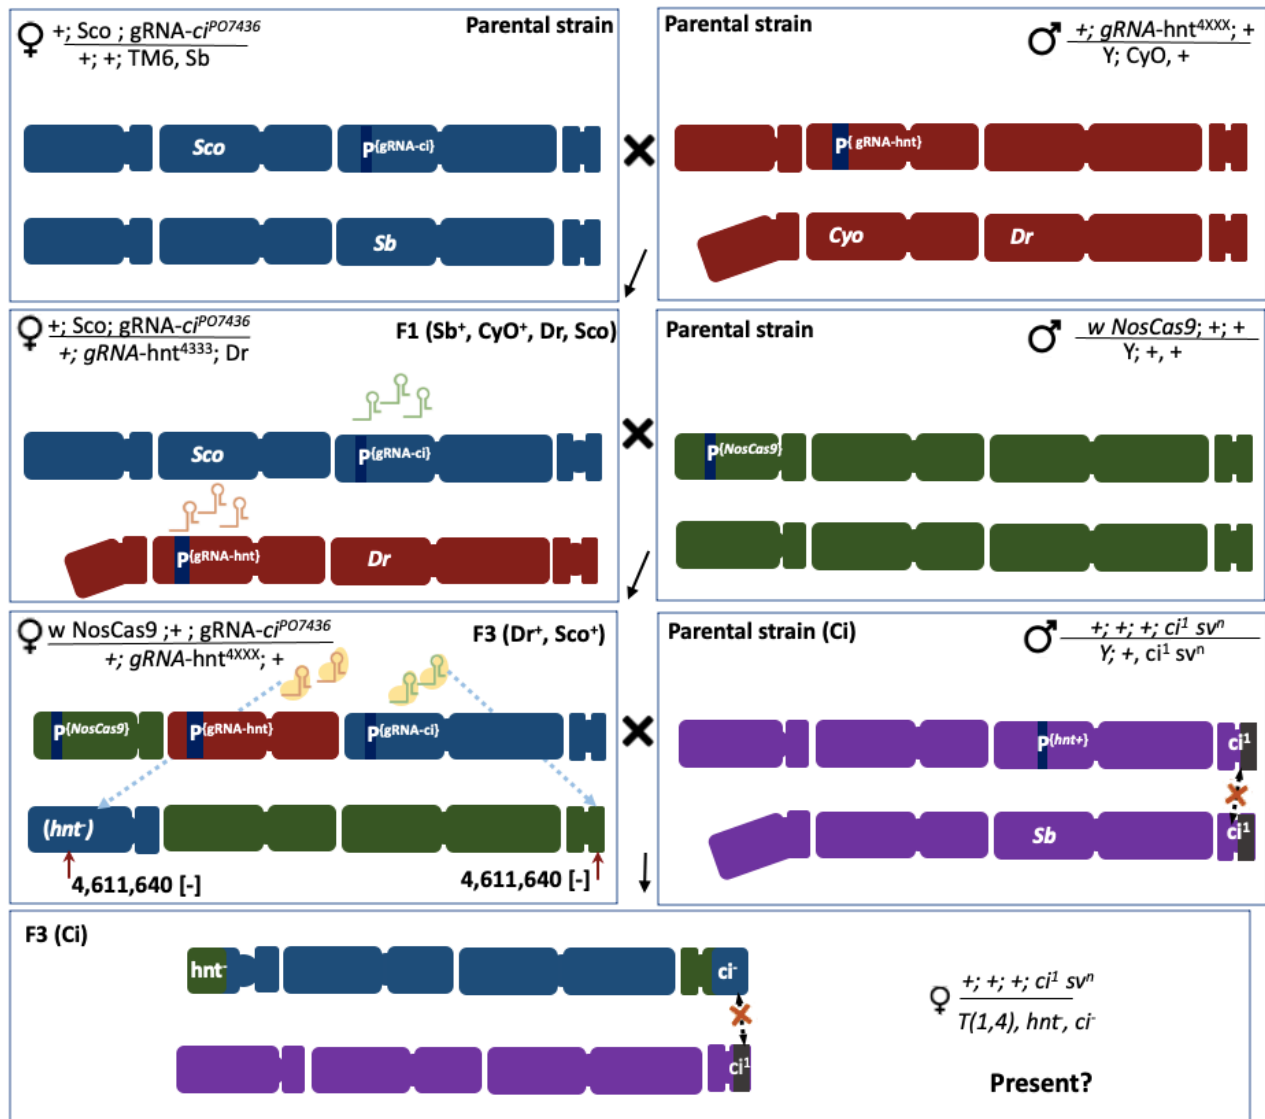 +; Sco ; gRNA-ci^PO7436
+; +; TM6, Sb
Parental strain
Sco
P{gRNA-ci}
Sb
Parental strain
+; gRNA-hnt^4XXX; +
Y; CyO, +
P{ gRNA-hnt}
Cyo
Dr
+; Sco; gRNA-ci^PO7436
+; gRNA-hnt^4333; Dr
F1 (Sb+, CyO+, Dr, Sco)
Sco
P{gRNA-ci}
P{gRNA-hnt}
Dr
Parental strain
w NosCas9; +; +
Y; +, +
P{NosCas9}
w NosCas9 ;+ ; gRNA-ci^PO7436
+; gRNA-hnt^4XXX; +
F3 (Dr+, Sco+)
P{NosCas9}
P{gRNA-hnt}
P{gRNA-ci}
(hnt-)
4,611,640 [-]
4,611,640 [-]
Parental strain (Ci)
+; +; +; ci¹ svⁿ
Y; +, ci¹ svⁿ
P{hnt+}
ci¹
Sb
ci¹
F3 (Ci)
hnt-
ci-
ci¹
+; +; +; ci¹ svⁿ
T(1,4), hnt-, ci-
Present?